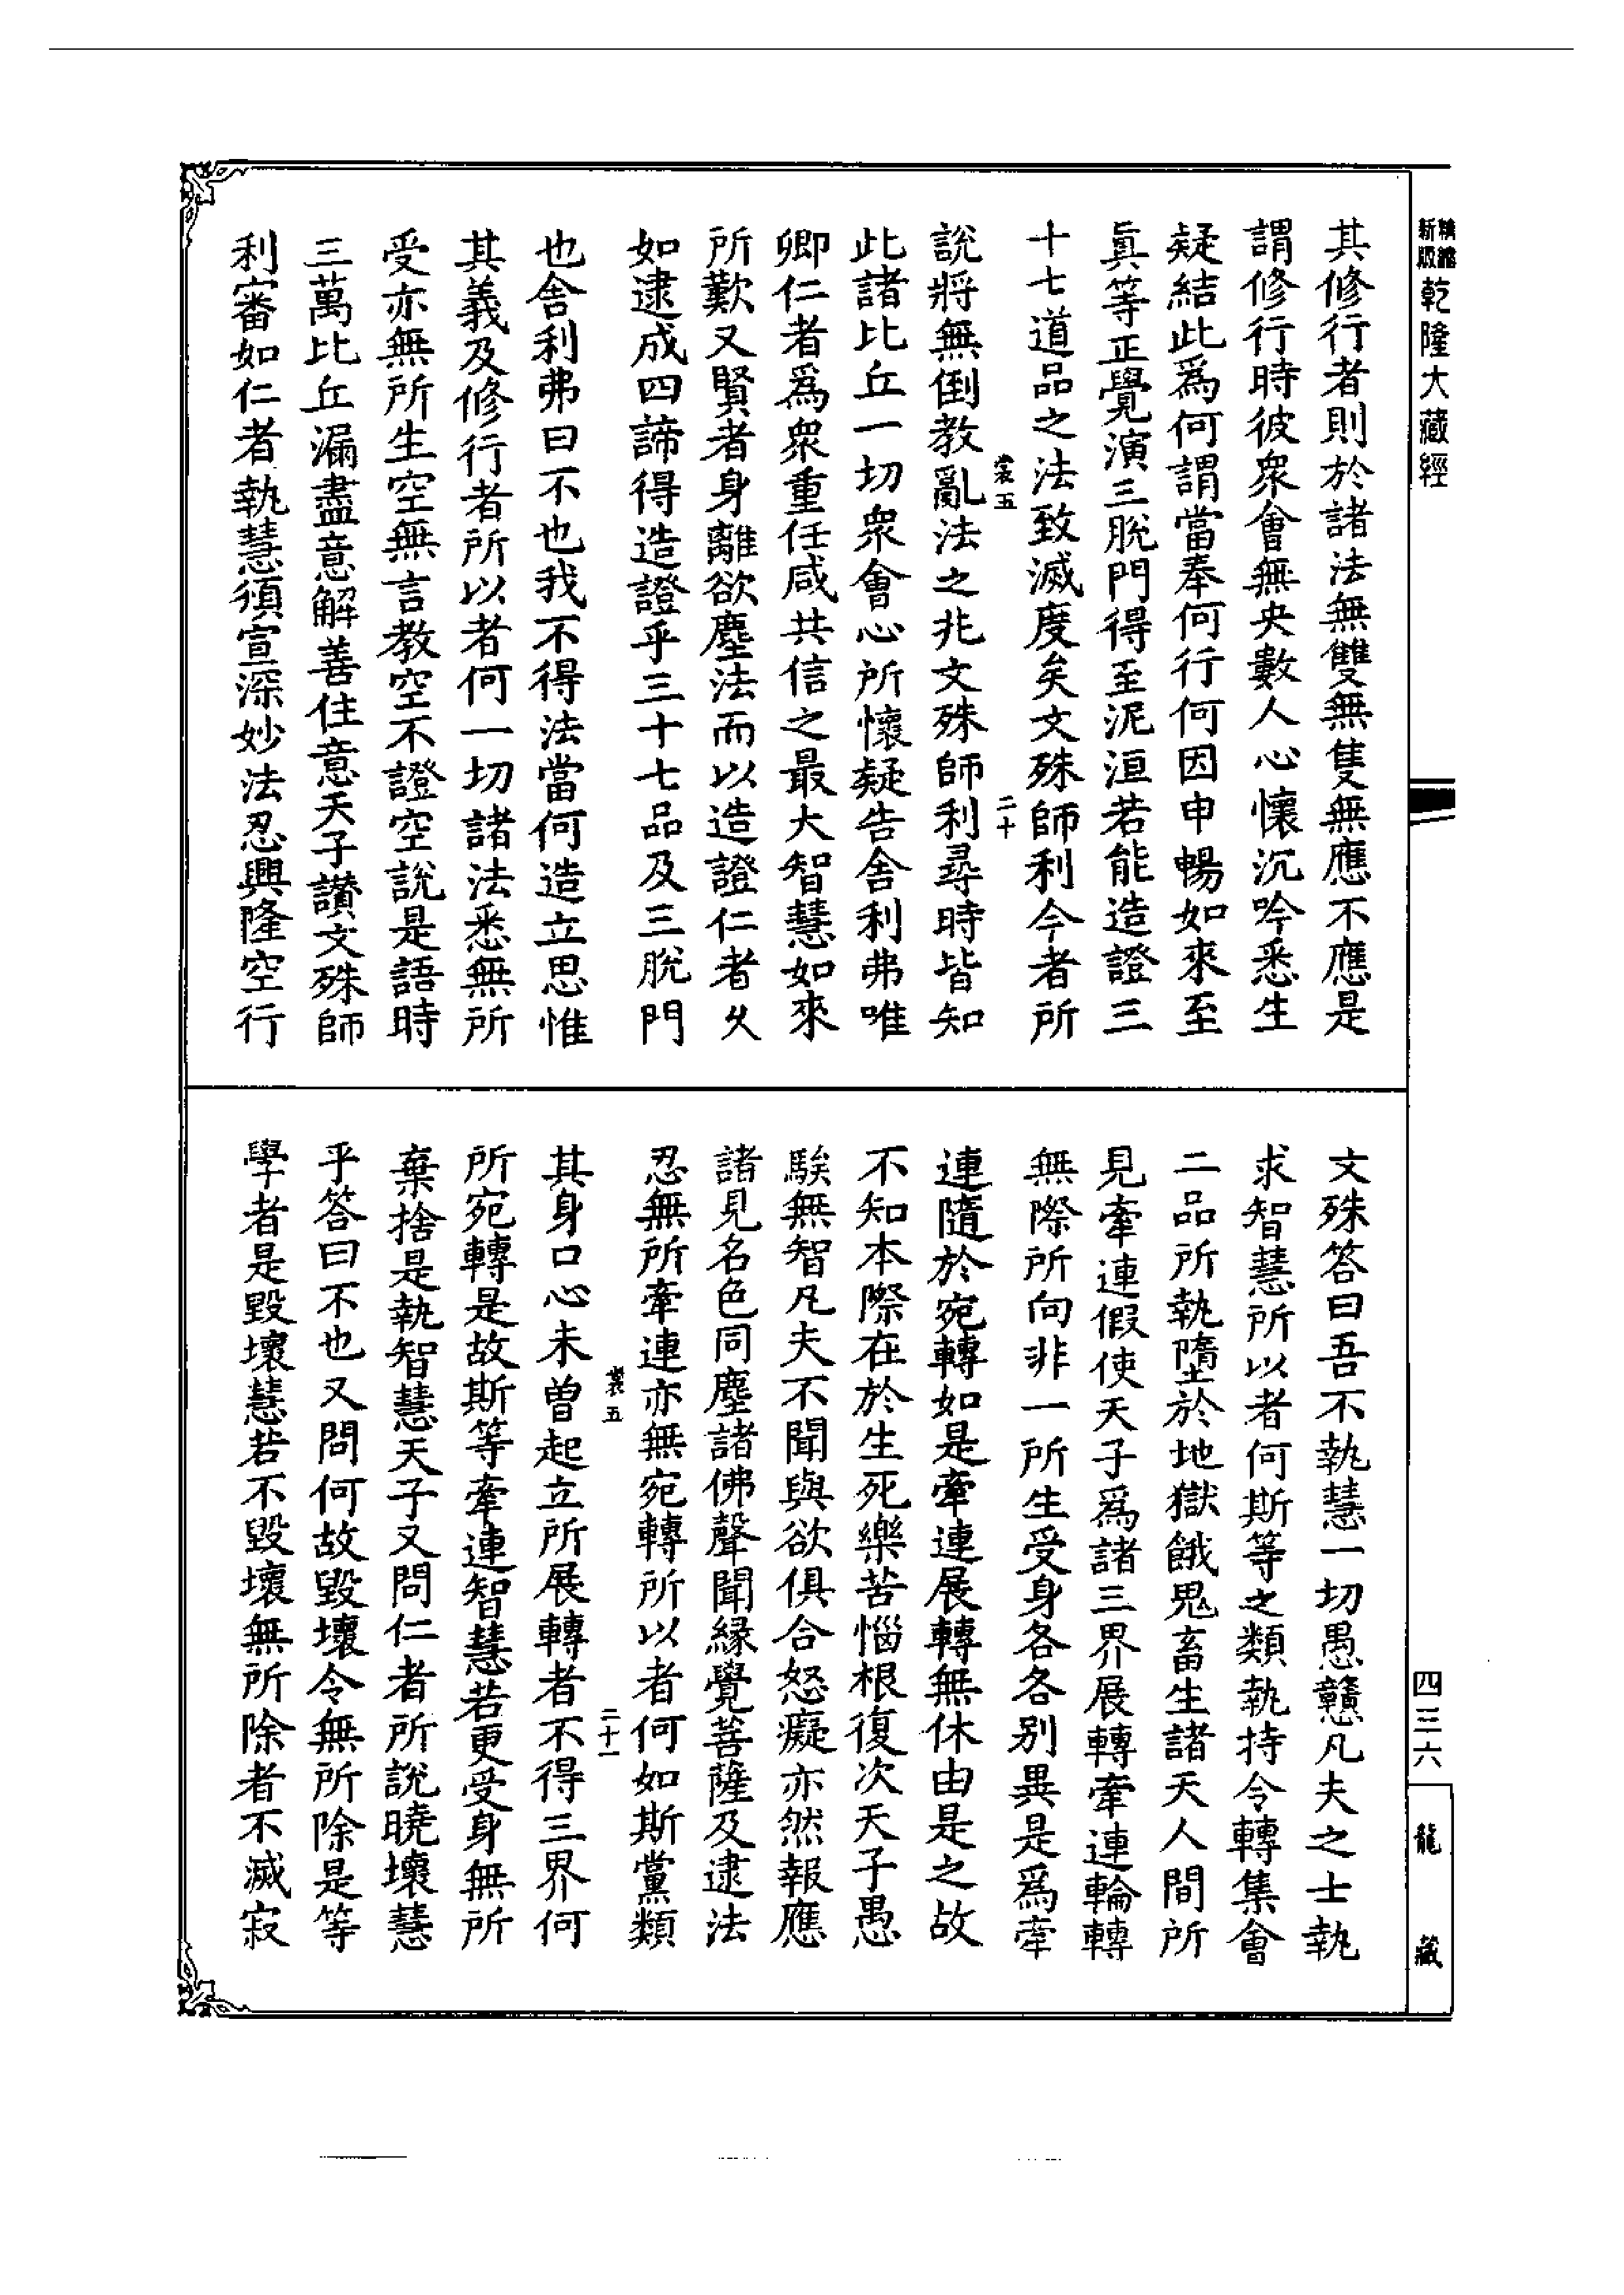 精縮
新版
乾隆大藏經
其修行者則於諸法無雙無隻無應不應是
謂修行時彼眾會無央數人心懷沉吟悉生
疑結此為何謂當奉何行何因申暢如來至
眞等正覺演三脫門得至泥洹若能造證三
十七道品之法致滅度矣文殊師利今者所
裳五
二十
說將無倒教亂法之兆文殊師利尋時皆知
此諸比丘一切眾會心所懷疑告舍利弗唯
卿仁者為眾重任咸共信之最大智慧如來
所歎又賢者身離欲塵法而以造證仁者乆
如逮成四諦得造證乎三十七品及三脫門
也舍利弗曰不也我不得法當何造立思惟
其義及修行者所以者何一切諸法悉無所
受亦無所生空無言教空不證空說是語時
三萬比丘漏盡意解善住意天子讚文殊師
利審如仁者執慧須宣深妙法忍興隆空行
文殊答曰吾不執慧一切愚戇凡夫之士執
求智慧所以者何斯等之類執持令轉集會
二品所執墮於地獄餓鬼畜生諸天人間所
見牽連假使天子為諸三界展轉牽連輪轉
無際所向非一所生受身各各別異是為牽
連隨於宛轉如是牽連展轉無休由是之故
不知本際在於生死樂苦惱根復次天子愚
騃無智凡夫不聞與欲俱合怒癡亦然報應
諸見名色同塵諸佛聲聞緣覺菩薩及逮法
忍無所牽連亦無宛轉所以者何如斯黨類
裳五
二十一
其身口心未曾起立所展轉者不得三界何
所宛轉是故斯等牽連智慧若更受身無所
棄捨是執智慧天子又問仁者所說曉壞慧
乎答曰不也又問何故毀壞令無所除是等
學者是毀壞慧若不毀壞無所除者不滅寂
四三六
龍藏